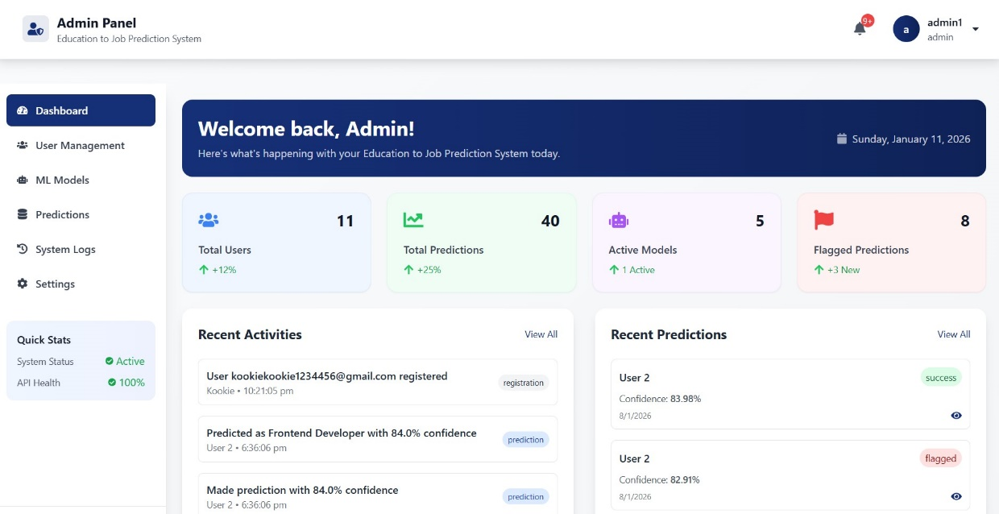 Admin Panel
Education to Job Prediction System
9+
a
admin1
admin
Dashboard
User Management
ML Models
Predictions
System Logs
Settings
Quick Stats
System Status Active
API Health 100%
Welcome back, Admin!
Here's what's happening with your Education to Job Prediction System today.
Sunday, January 11, 2026
11
Total Users
+12%
40
Total Predictions
+25%
5
Active Models
1 Active
8
Flagged Predictions
+3 New
Recent Activities View All
User kookiekookie1234456@gmail.com registered
Kookie • 10:21:05 pm
registration
Predicted as Frontend Developer with 84.0% confidence
User 2 • 6:36:06 pm
prediction
Made prediction with 84.0% confidence
User 2 • 6:36:06 pm
prediction
Recent Predictions View All
User 2
success
Confidence: 83.98%
8/1/2026
User 2
flagged
Confidence: 82.91%
8/1/2026